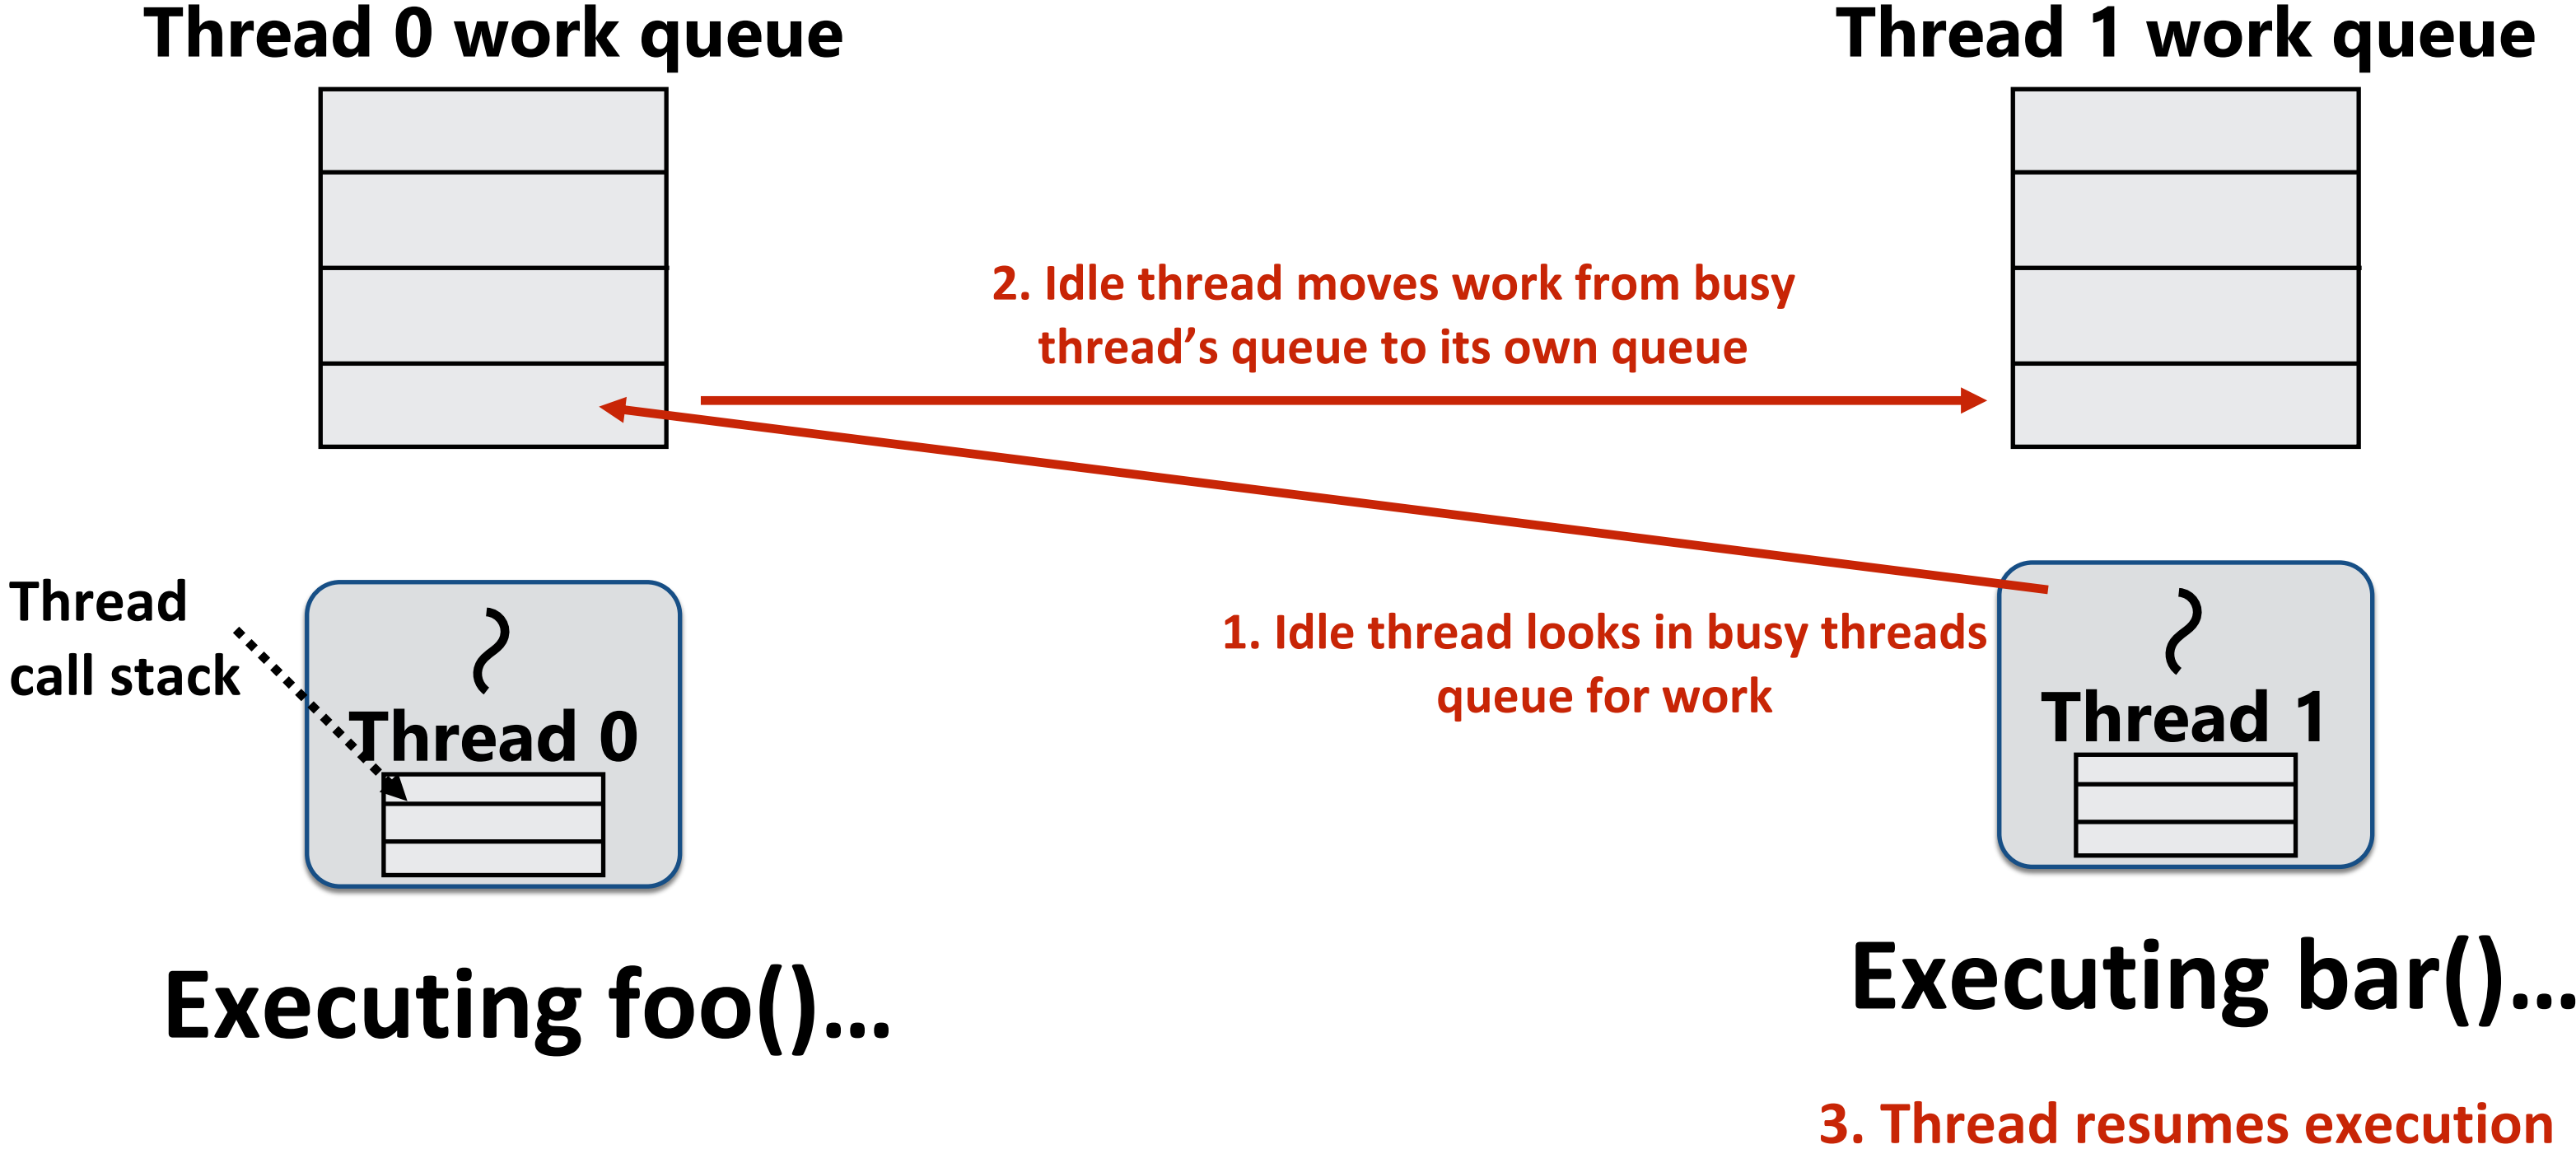 Thread 0 work queue
Thread 1 work queue
2. Idle thread moves work from busy
thread’s queue to its own queue
Thread
call stack
1. Idle thread looks in busy threads
queue for work
Thread 0
Thread 1
Executing foo()…
Executing bar()…
3. Thread resumes execution